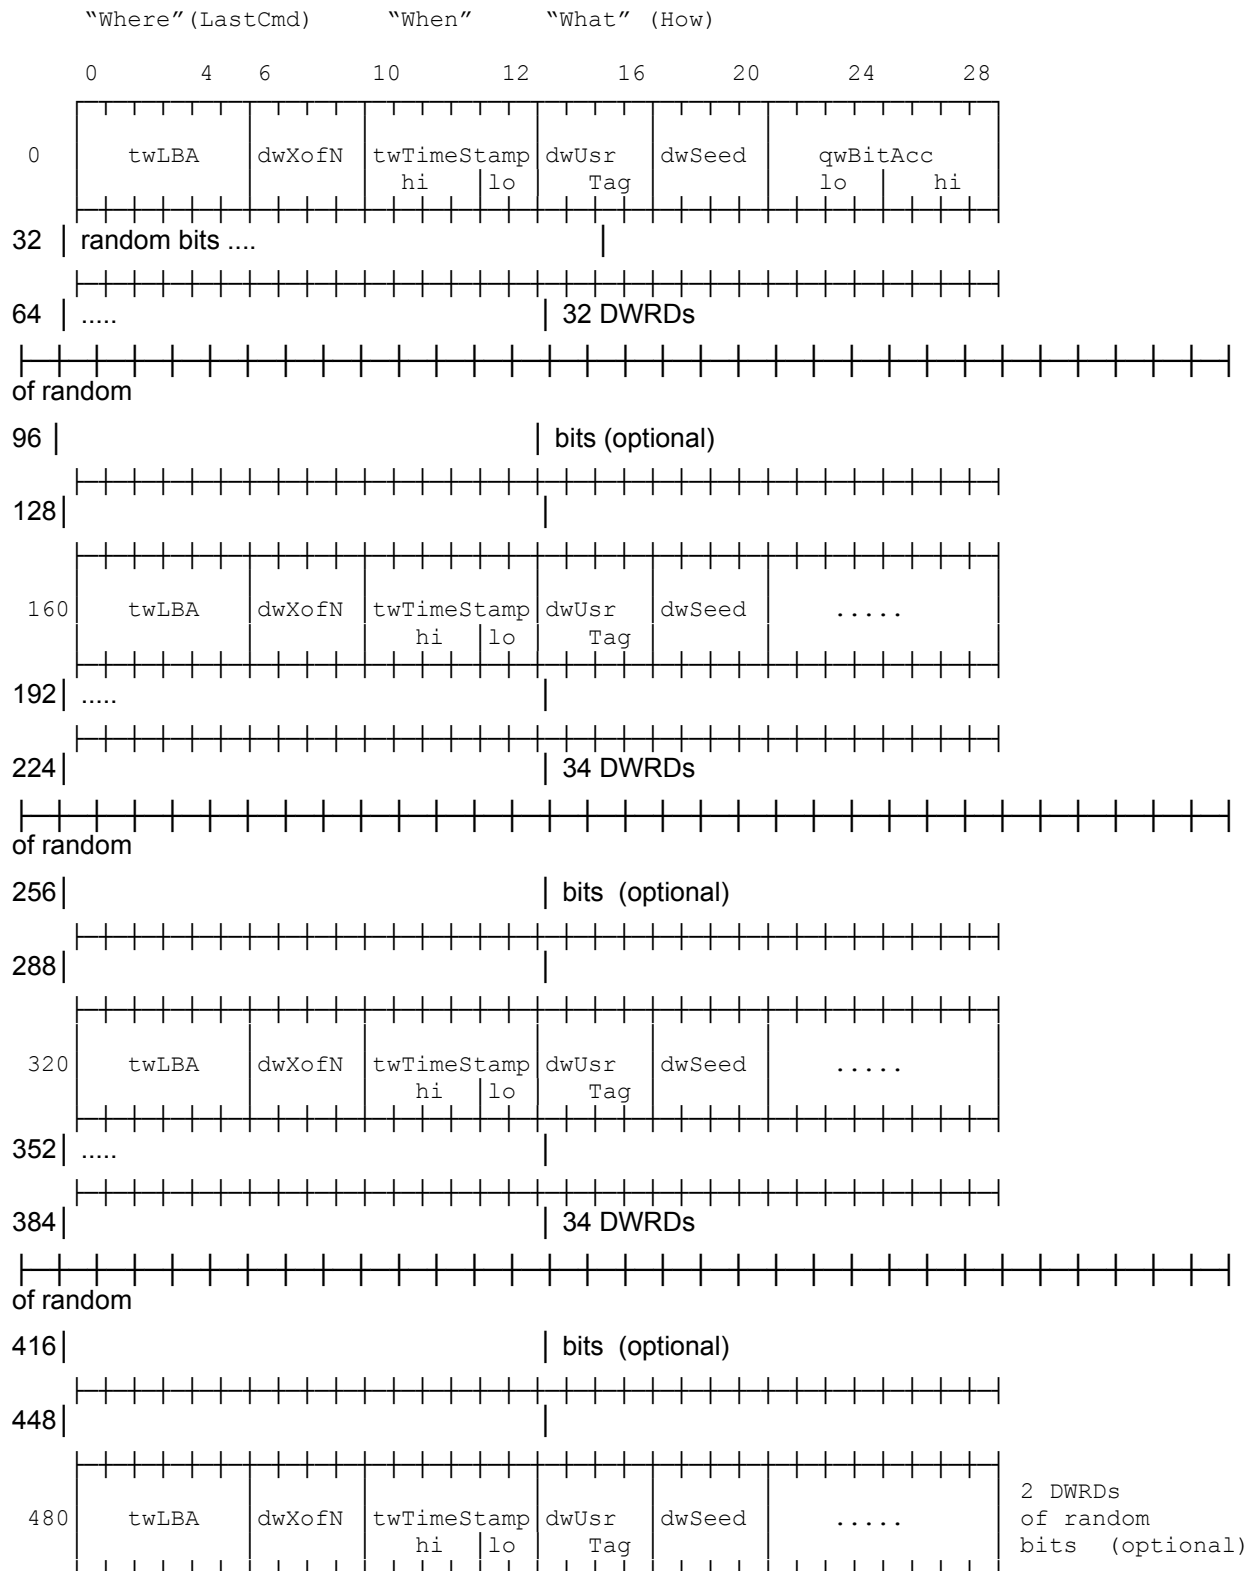 “Where”(LastCmd) “When” “What” (How)
0 4 6 10 12 16 20 24 28
0 twLBA dwXofN twTimeStamp dwUsr dwSeed qwBitAcc
hi lo Tag lo hi
32 random bits ....
64 ..... 32 DWRDs
of random
96 bits (optional)
128
160 twLBA dwXofN twTimeStamp dwUsr dwSeed .....
hi lo Tag
192 .....
224 34 DWRDs
of random
256 bits (optional)
288
320 twLBA dwXofN twTimeStamp dwUsr dwSeed .....
hi lo Tag
352 .....
384 34 DWRDs
of random
416 bits (optional)
448
2 DWRDs
480 twLBA dwXofN twTimeStamp dwUsr dwSeed ..... of random
hi lo Tag bits (optional)